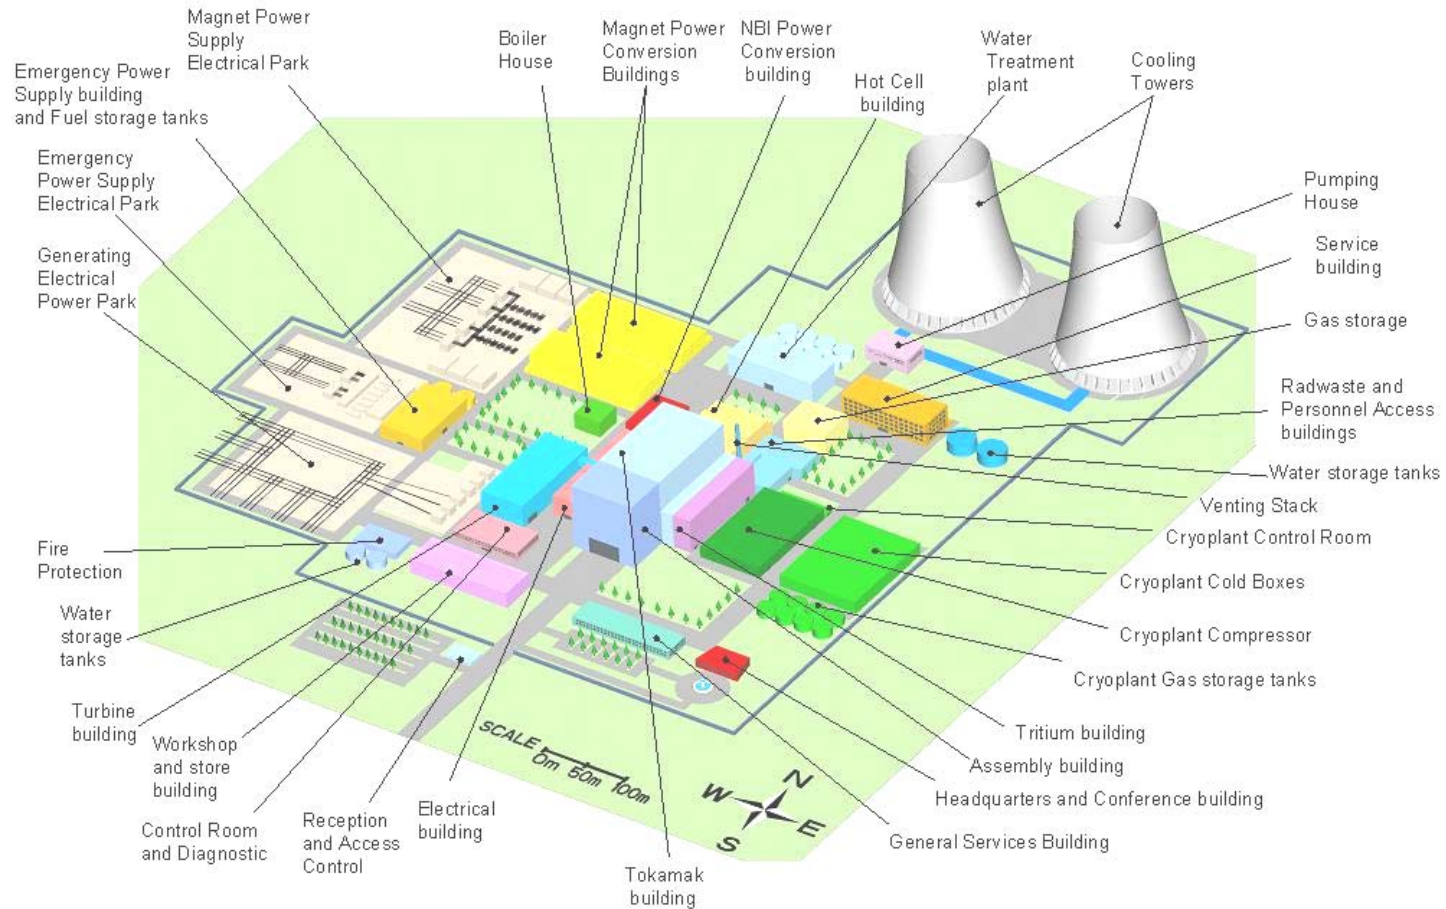 Magnet Power
Supply
Electrical Park
Boiler
House
Magnet Power
Conversion
Buildings
NBI Power
Conversion
building
Water
Treatment
plant
Cooling
Towers
Hot Cell
building
Emergency Power
Supply building
and Fuel storage tanks
Emergency
Power Supply
Electrical Park
Generating
Electrical
Power Park
Pumping
House
Service
building
Gas storage
Radwaste and
Personnel Access
buildings
Water storage tanks
Venting Stack
Cryoplant Control Room
Cryoplant Cold Boxes
Cryoplant Compressor
Cryoplant Gas storage tanks
Tritium building
Assembly building
Headquarters and Conference building
General Services Building
Fire
Protection
Water
storage
tanks
Turbine
building
Workshop
and store
building
Control Room
and Diagnostic
Reception
and Access
Control
Electrical
building
Tokamak
building
SCALE
0m 50m 100m
N
W
E
S